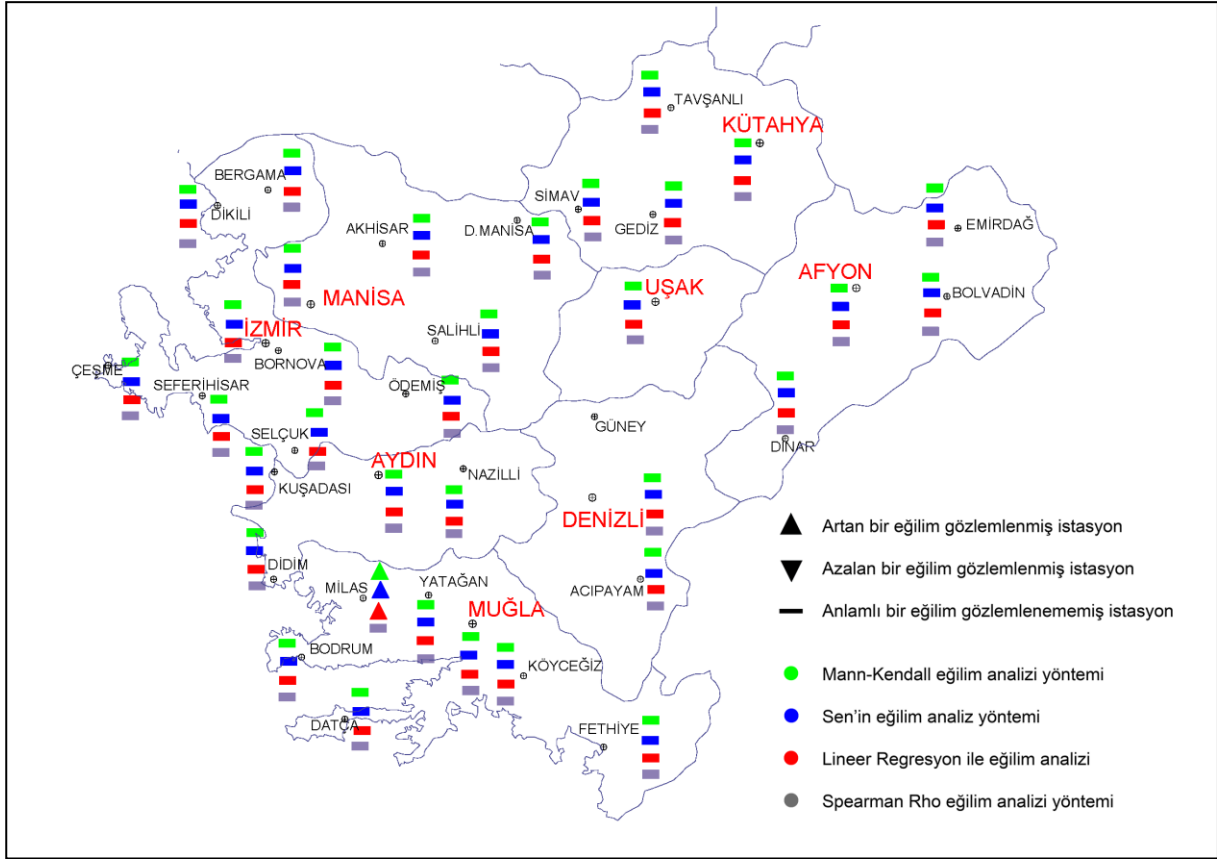 TAVŞANLI
KÜTAHYA
BERGAMA
DİKİLİ
SİMAV
GEDİZ
EMİRDAĞ
AKHİSAR
D.MANİSA
AFYON
UŞAK
BOLVADİN
MANİSA
İZMİR
SALİHLİ
BORNOVA
ÇEŞME
SEFERİHİSAR
ÖDEMİŞ
GÜNEY
DİNAR
SELÇUK
AYDIN
NAZİLLİ
KUŞADASI
DENİZLİ
Artan bir eğilim gözlemlenmiş istasyon
Azalan bir eğilim gözlemlenmiş istasyon
Anlamlı bir eğilim gözlemlenememiş istasyon
DİDİM
MİLAS
YATAĞAN
ACIPAYAM
MUĞLA
BODRUM
KÖYCEĞİZ
DATÇA
FETHİYE
Mann-Kendall eğilim analizi yöntemi
Sen'in eğilim analiz yöntemi
Lineer Regresyon ile eğilim analizi
Spearman Rho eğilim analizi yöntemi